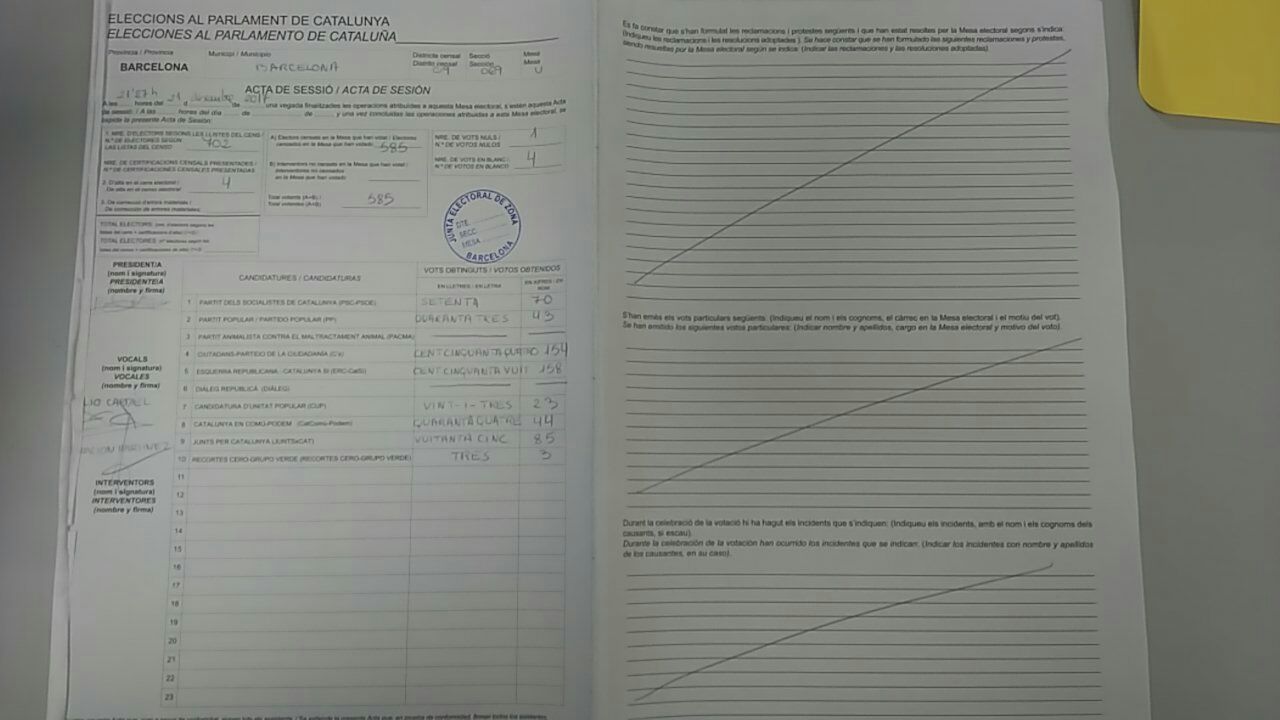 ELECCIONS AL PARLAMENT DE CATALUNYA
ELECCIONES AL PARLAMENTO DE CATALUÑA
Provincia / Provincia
Municipi / Municipio
Districte censal
Distrito censal
Secció
Sección
Mesa
Mesa
BARCELONA
BARCELONA
09
069
U
ACTA DE SESSIÓ / ACTA DE SESIÓN
21'27 h 21 2017
A les hores del d de una vegada finalitzades les operacions atribuïdes a aquesta Mesa electoral, s'estén aquesta Acta
de sessió / A las horas del día de de y una vez concluidas las operaciones atribuidas a esta Mesa electoral, se
expide la presente Acta de Sesión:
1. NRE. D'ELECTORS SEGONS LES LLISTES DEL CENS /
N.º DE ELECTORES SEGÚN
LAS LISTAS DEL CENSO
702
NRE. DE CERTIFICACIONS CENSALS PRESENTADES /
N.º DE CERTIFICACIONES CENSALES PRESENTADAS
2. D'alta en el cens electoral /
De alta en el censo electoral
4
3. De correcció d'errors materials /
De corrección de errores materiales
TOTAL ELECTORS:
TOTAL ELECTORES:
A) Electors censats en la Mesa que han votat / Electores
censados en la Mesa que han votado
585
B) Interventors no censats en la Mesa que han votat /
Interventores no censados
en la Mesa que han votado
Total votants (A+B) /
Total votantes (A+B)
585
NRE. DE VOTS NULS /
N.º DE VOTOS NULOS
1
NRE. DE VOTS EN BLANC /
N.º DE VOTOS EN BLANCO
4
JUNTA ELECTORAL DE ZONA
DTE.
SECC.
MESA
BARCELONA
PRESIDENT/A
(nom i signatura)
PRESIDENTE/A
(nombre y firma)
VOCALS
(nom i signatura)
VOCALES
(nombre y firma)
MARTINEZ
INTERVENTORS
(nom i signatura)
INTERVENTORES
(nombre y firma)
CANDIDATURES / CANDIDATURAS
VOTS OBTINGUTS / VOTOS OBTENIDOS
EN LLETRES / EN LETRA
EN XIFRES / EN NÚM.
1 PARTIT DELS SOCIALISTES DE CATALUNYA (PSC-PSOE) SETENTA 70
2 PARTIT POPULAR / PARTIDO POPULAR (PP) QUARANTA TRES 43
3 PARTIT ANIMALISTA CONTRA EL MALTRACTAMENT ANIMAL (PACMA)
4 CIUTADANS-PARTIDO DE LA CIUDADANÍA (C's) CENT CINQUANTA QUATRO 154
5 ESQUERRA REPUBLICANA - CATALUNYA SÍ (ERC-CatSí) CENT CINQUANTA VUIT 158
6 DIÀLEG REPUBLICÀ (DIÀLEG)
7 CANDIDATURA D'UNITAT POPULAR (CUP) VINT-I-TRES 23
8 CATALUNYA EN COMÚ-PODEM (CatComú-Podem) QUARANTA QUATRE 44
9 JUNTS PER CATALUNYA (JUNTSxCAT) VUITANTA CINC 85
10 RECORTES CERO-GRUPO VERDE (RECORTES CERO-GRUPO VERDE) TRES 3
11
12
13
14
15
16
17
18
19
20
21
22
23
Es fa constar que s'han formulat les reclamacions i protestes següents i que han estat resoltes per la Mesa electoral segons s'indica:
(Indiqueu les reclamacions i les resolucions adoptades). Se hace constar que se han formulado las siguientes reclamaciones y protestas,
siendo resueltas por la Mesa electoral según se indica: (Indicar las reclamaciones y las resoluciones adoptadas).
S'han emès els vots particulars següents: (Indiqueu el nom i els cognoms, el càrrec en la Mesa electoral i el motiu del vot).
Se han emitido los siguientes votos particulares: (Indicar nombre y apellidos, cargo en la Mesa electoral y motivo del voto).
Durant la celebració de la votació hi ha hagut els incidents que s'indiquen: (Indiqueu els incidents, amb el nom i els cognoms dels
causants, si escau).
Durante la celebración de la votación han ocurrido los incidentes que se indican: (Indicar los incidentes con nombre y apellidos
de los causantes, en su caso).